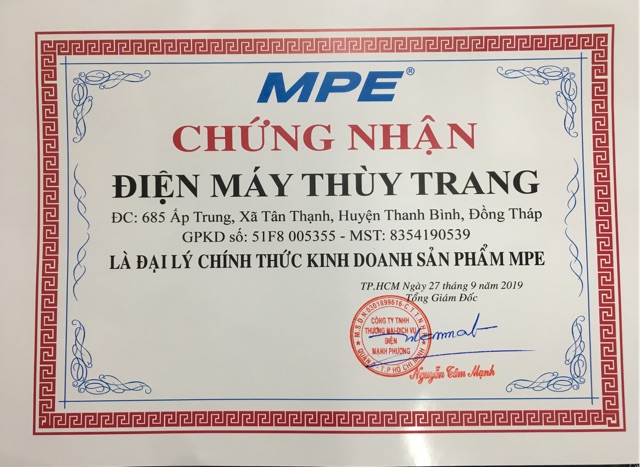 MPE®
CHỨNG NHẬN
ĐIỆN MÁY THÙY TRANG
ĐC: 685 Ấp Trung, Xã Tân Thạnh, Huyện Thanh Bình, Đồng Tháp
GPKD số: 51F8 005355 - MST: 8354190539
LÀ ĐẠI LÝ CHÍNH THỨC KINH DOANH SẢN PHẨM MPE
TP.HCM Ngày 27 tháng 9 năm 2019
Tổng Giám Đốc
CÔNG TY TNHH
THƯƠNG MẠI-DỊCH VỤ
ĐIỆN
MẠNH PHƯƠNG
T.P HỒ CHÍ MINH
Nguyễn Tâm Mạnh